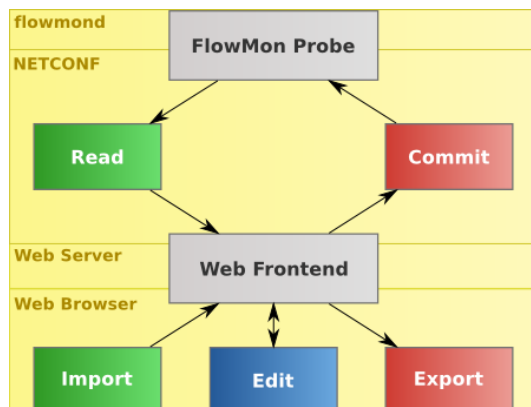 flowmond
FlowMon Probe
NETCONF
Read
Commit
Web Server
Web Frontend
Web Browser
Import
Edit
Export